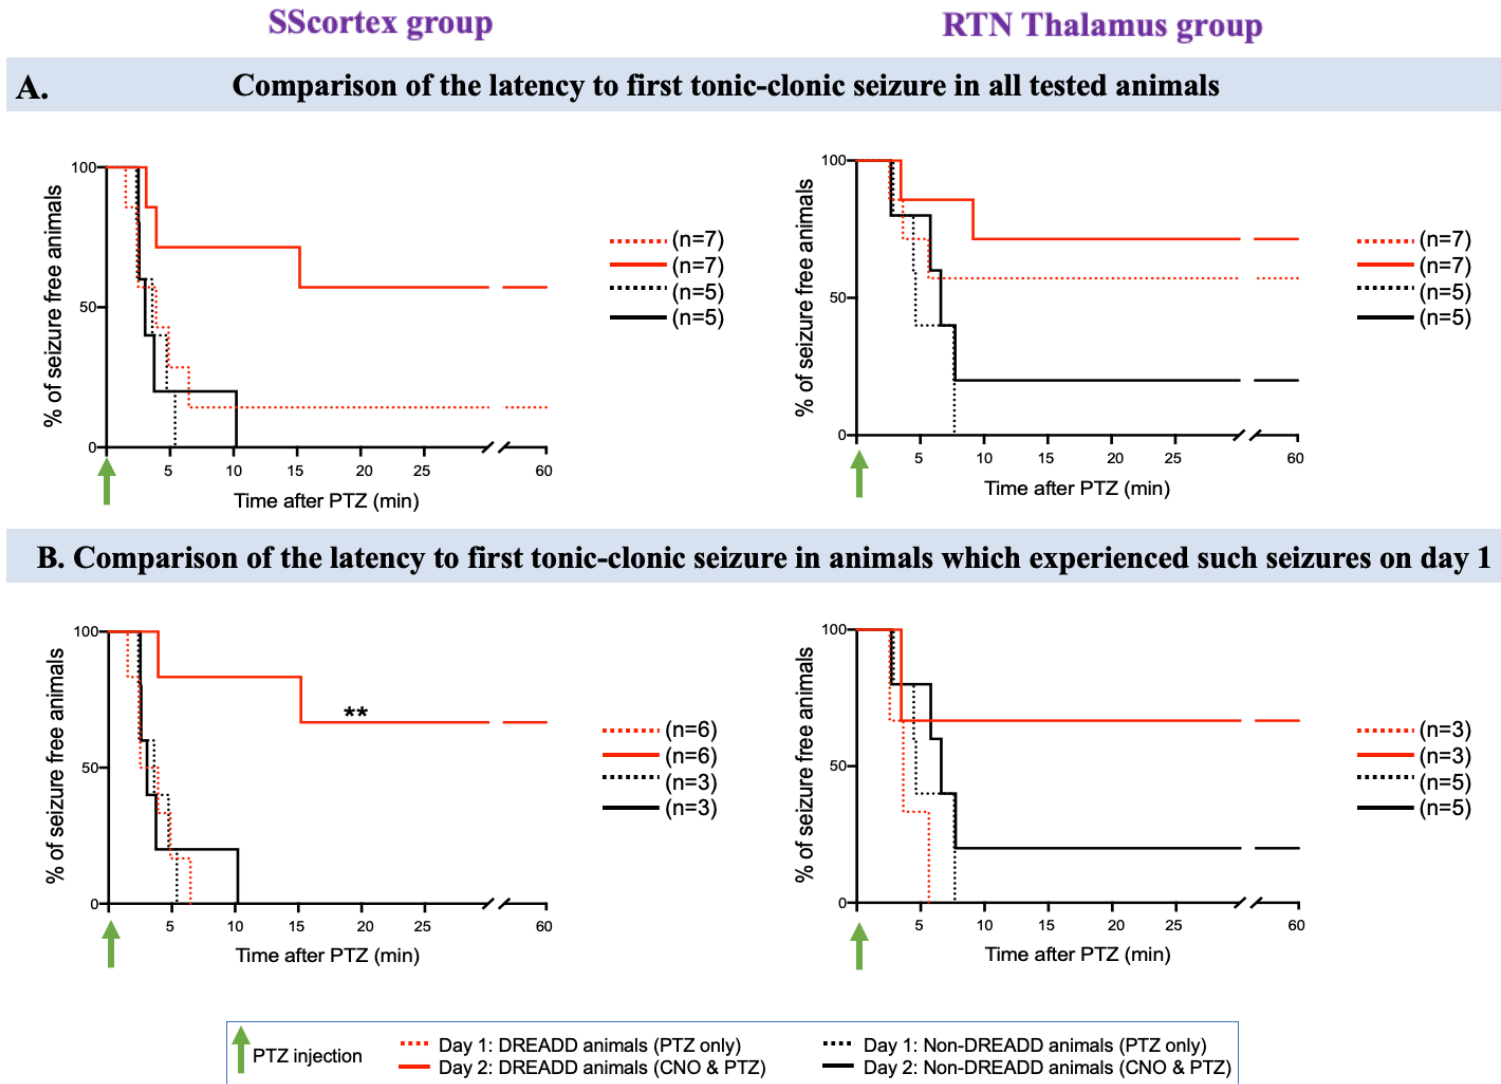 SScortex group
RTN Thalamus group
A. Comparison of the latency to first tonic-clonic seizure in all tested animals
% of seizure free animals
100
50
0
5 10 15 20 25 60
Time after PTZ (min)
(n=7)
(n=7)
(n=5)
(n=5)
% of seizure free animals
100
50
0
5 10 15 20 25 60
Time after PTZ (min)
(n=7)
(n=7)
(n=5)
(n=5)
B. Comparison of the latency to first tonic-clonic seizure in animals which experienced such seizures on day 1
% of seizure free animals
100
50
0
**
5 10 15 20 25 60
Time after PTZ (min)
(n=6)
(n=6)
(n=3)
(n=3)
% of seizure free animals
100
50
0
5 10 15 20 25 60
Time after PTZ (min)
(n=3)
(n=3)
(n=5)
(n=5)
PTZ injection
Day 1: DREADD animals (PTZ only)
Day 2: DREADD animals (CNO & PTZ)
Day 1: Non-DREADD animals (PTZ only)
Day 2: Non-DREADD animals (CNO & PTZ)